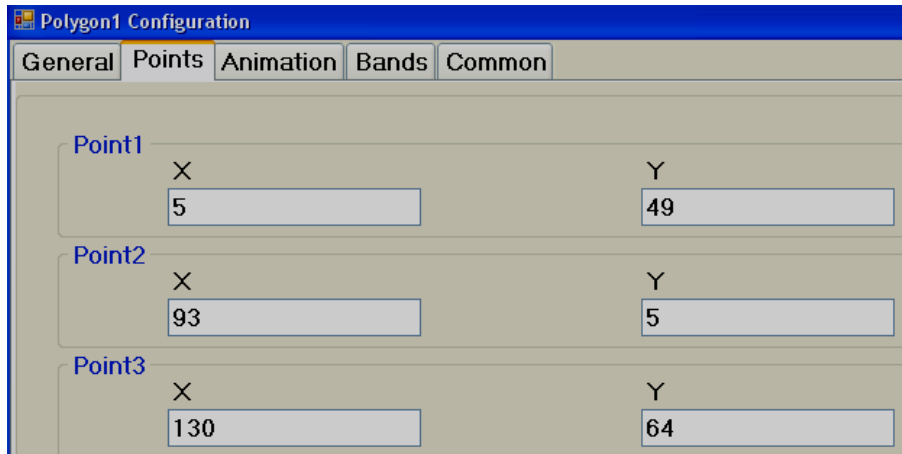 Polygon1 Configuration
General Points Animation Bands Common
Point1
X Y
5 49
Point2
X Y
93 5
Point3
X Y
130 64